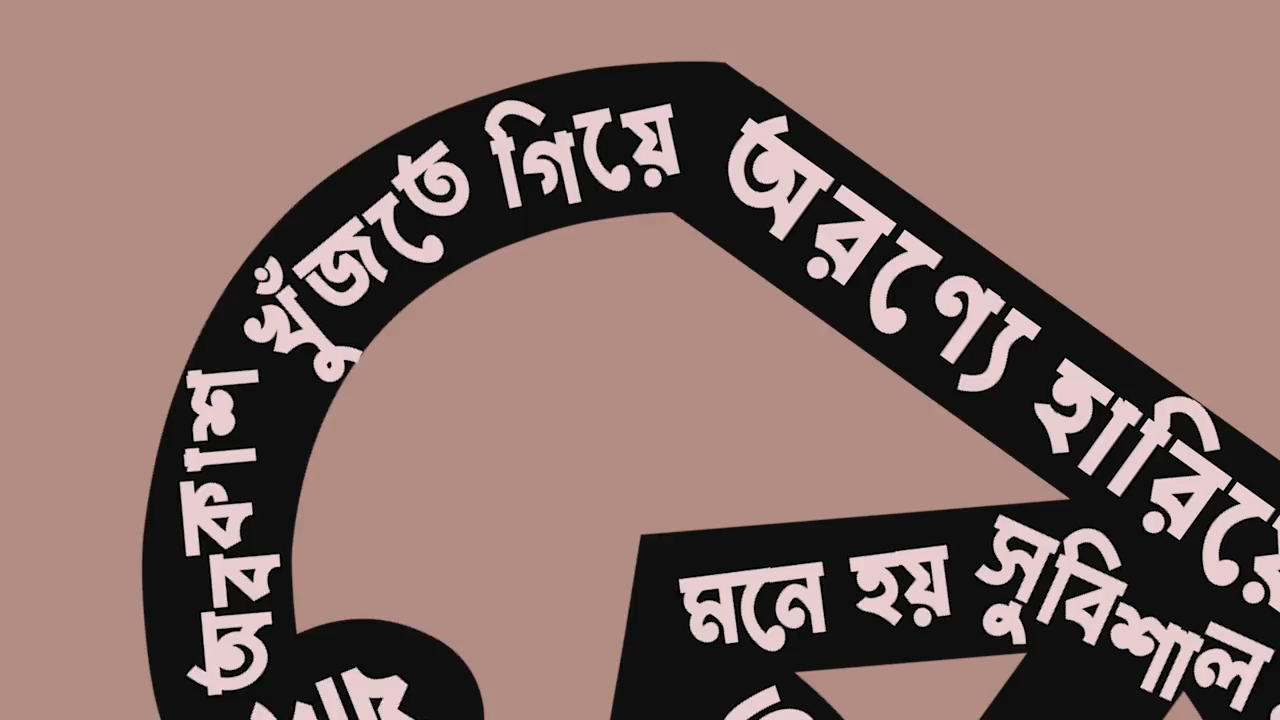 অবকাশ খুঁজতে গিয়ে
অরণ্যে
মনে হয় সুবিশাল